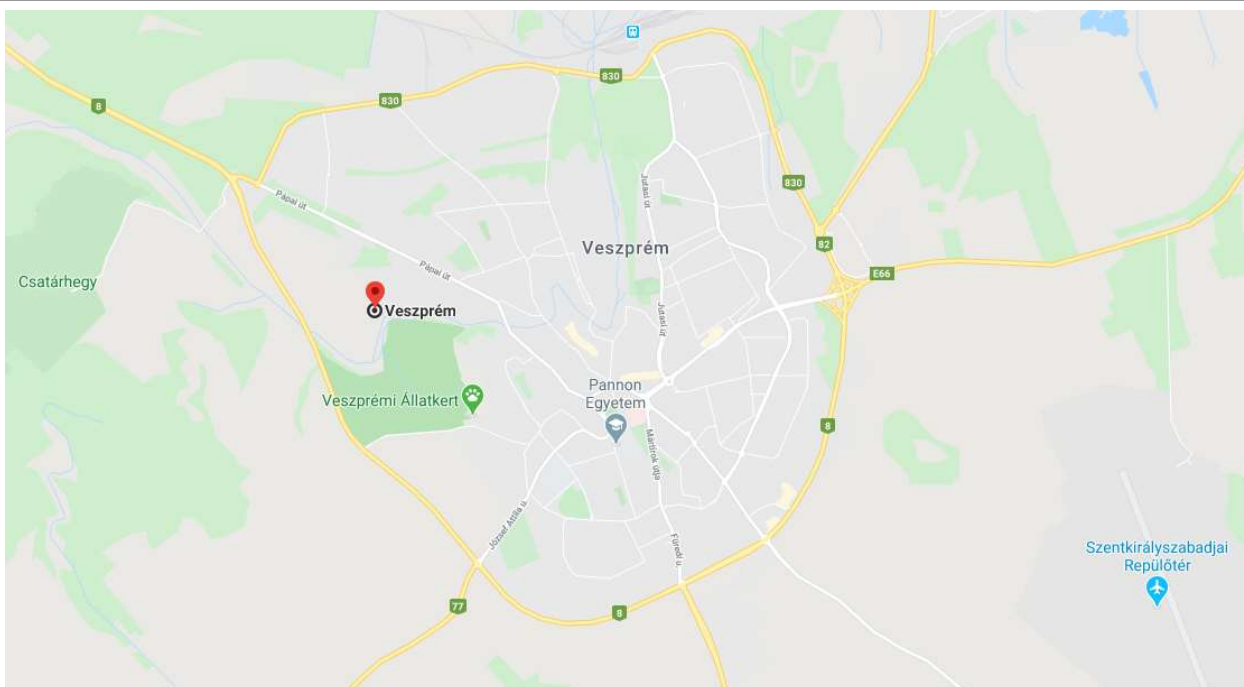 830
830
8
830
Pápai út
Jutasi út
82
Veszprém
E66
Pápai út
Csatárhegy
Veszprém
Jutasi út
Pannon
Egyetem
Veszprémi Állatkert
8
Mártírok útja
József Attila u.
Füredi u.
Szentkirályszabadjai
Repülőtér
77
8